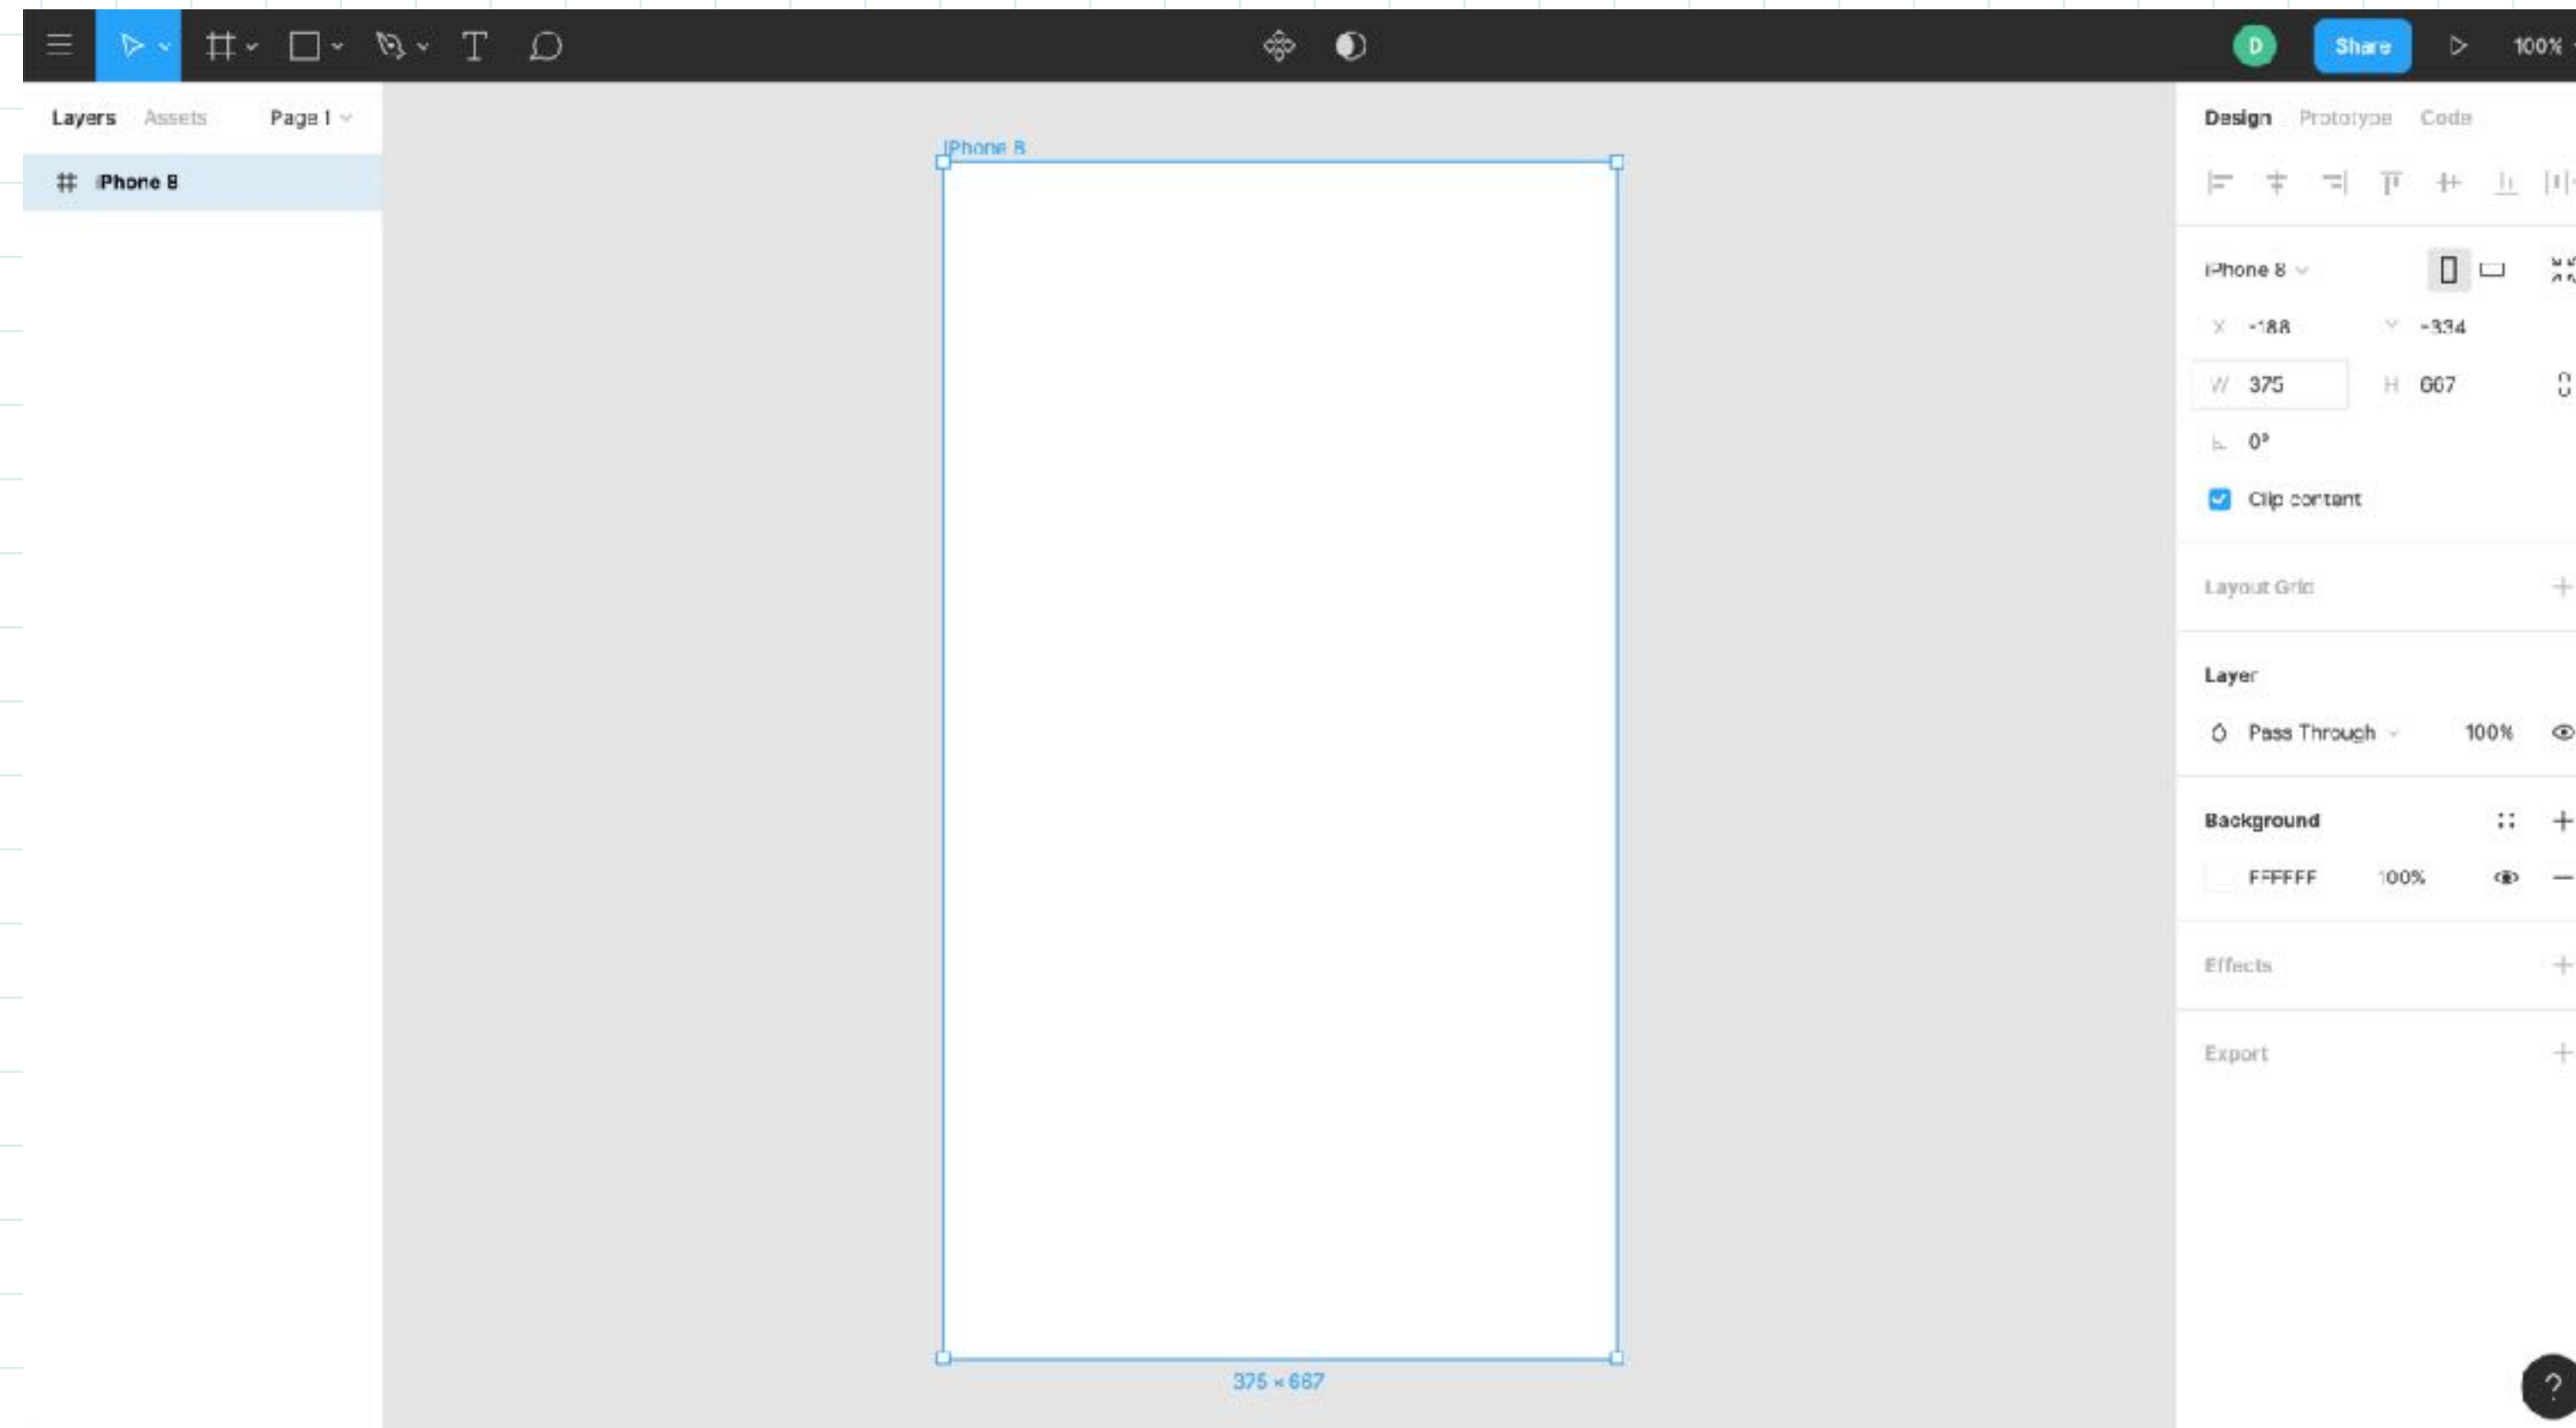 D Share 100%
Layers Assets Page 1
iPhone 8
iPhone 8
375 × 667
Design Prototype Code
iPhone 8
X -188 Y -334
W 375 H 667
0°
Clip content
Layout Grid
Layer
Pass Through 100%
Background
FFFFFF 100%
Effects
Export
?